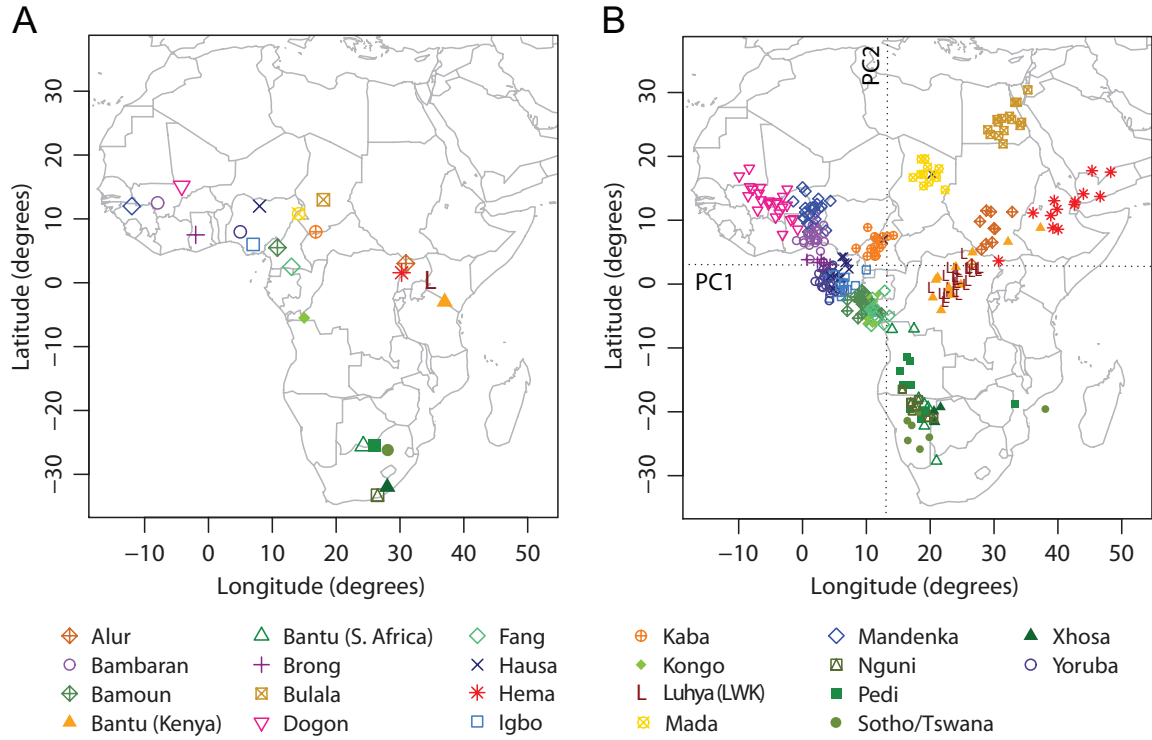 A
B
30
20
10
0
−10
−20
−30
Latitude (degrees)
−10 0 10 20 30 40 50
Longitude (degrees)
PC2
PC1
30
20
10
0
−10
−20
−30
Latitude (degrees)
−10 0 10 20 30 40 50
Longitude (degrees)
L
L
Alur
Bambaran
Bamoun
Bantu (Kenya)
Bantu (S. Africa)
Brong
Bulala
Dogon
Fang
Hausa
Hema
Igbo
Kaba
Kongo
L Luhya (LWK)
Mada
Mandenka
Nguni
Pedi
Sotho/Tswana
Xhosa
Yoruba